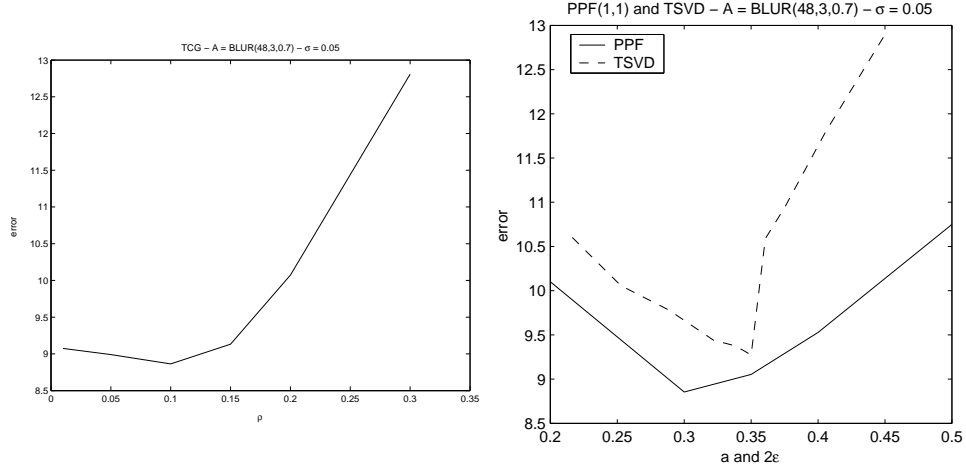 TCG – A = BLUR(48,3,0.7) – σ = 0.05
13
12.5
12
11.5
11
10.5
10
9.5
9
8.5
error
0 0.05 0.1 0.15 0.2 0.25 0.3 0.35
ρ
PPF(1,1) and TSVD – A = BLUR(48,3,0.7) – σ = 0.05
PPF
TSVD
13
12.5
12
11.5
11
10.5
10
9.5
9
8.5
error
0.2 0.25 0.3 0.35 0.4 0.45 0.5
a and 2ε